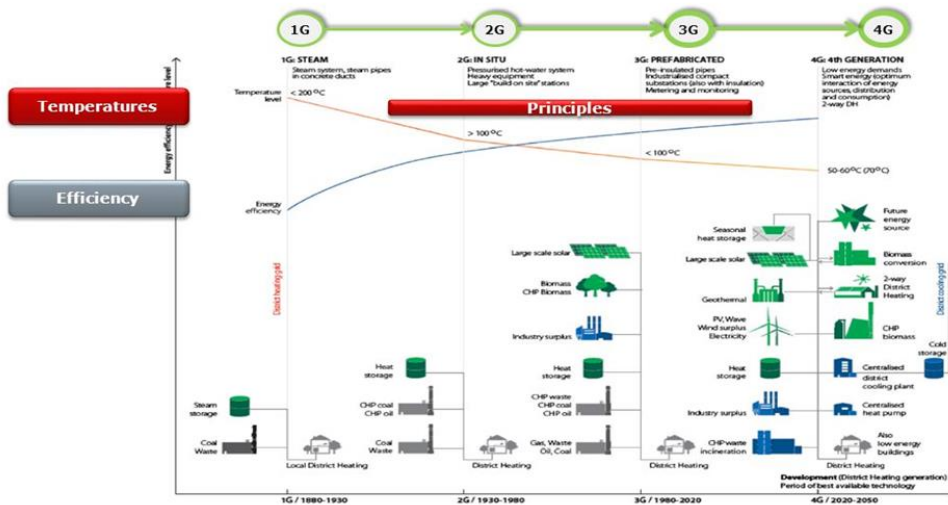 1G
2G
3G
4G
1G: STEAM
Steam system, steam pipes
in concrete ducts
2G: IN SITU
Pressurised hot-water system
Heavy equipment
Large "build on site" stations
3G: PREFABRICATED
Pre-insulated pipes
Industrialised compact
substations (also with insulation)
Metering and monitoring
4G: 4th GENERATION
Low energy demands
Smart energy (optimum
interaction of energy
sources, distribution
and consumption)
2-way DH
Temperatures
Principles
Efficiency
level
Energy efficiency
Temperature
level
< 200 °C
> 100 °C
< 100 °C
50-60°C (70°C)
Energy
efficiency
District heating grid
District cooling grid
Steam
storage
Coal
Waste
Local District Heating
Heat
storage
CHP coal
CHP oil
Coal
Waste
District Heating
Large scale solar
Biomass
CHP Biomass
Industry surplus
Heat
storage
CHP waste
CHP coal
CHP oil
Gas, Waste
Oil, Coal
District Heating
Seasonal
heat storage
Large scale solar
Geothermal
PV, Wave
Wind surplus
Electricity
Heat
storage
Industry surplus
CHP waste
incineration
Future
energy
source
Biomass
conversion
2-way
District
Heating
CHP
biomass
Cold
storage
Centralised
district
cooling plant
Centralised
heat pump
Also
low energy
buildings
District Heating
Development (District Heating generation)
Period of best available technology
1G / 1880-1930
2G / 1930-1980
3G / 1980-2020
4G / 2020-2050